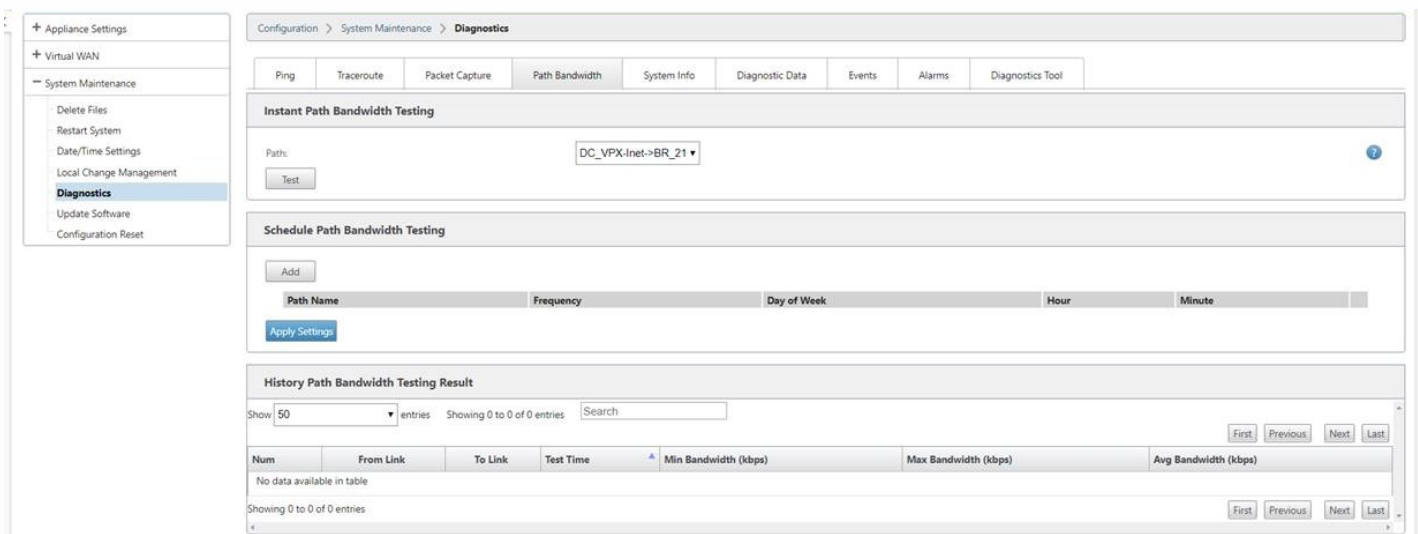 + Appliance Settings
+ Virtual WAN
− System Maintenance
Delete Files
Restart System
Date/Time Settings
Local Change Management
Diagnostics
Update Software
Configuration Reset
Configuration > System Maintenance > Diagnostics
Ping Traceroute Packet Capture Path Bandwidth System Info Diagnostic Data Events Alarms Diagnostics Tool
Instant Path Bandwidth Testing
Path: DC_VPX-Inet->BR_21 ▾ ?
Test
Schedule Path Bandwidth Testing
Add
Path Name Frequency Day of Week Hour Minute
Apply Settings
History Path Bandwidth Testing Result
Show 50 ▾ entries Showing 0 to 0 of 0 entries Search
First Previous Next Last
Num From Link To Link Test Time ▲ Min Bandwidth (kbps) Max Bandwidth (kbps) Avg Bandwidth (kbps)
No data available in table
Showing 0 to 0 of 0 entries First Previous Next Last